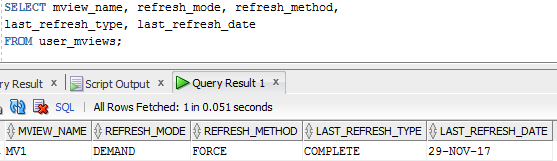 SELECT mview_name, refresh_mode, refresh_method,
last_refresh_type, last_refresh_date
FROM user_mviews;
ry Result × Script Output × Query Result 1 ×
SQL | All Rows Fetched: 1 in 0.051 seconds
MVIEW_NAME REFRESH_MODE REFRESH_METHOD LAST_REFRESH_TYPE LAST_REFRESH_DATE
MV1 DEMAND FORCE COMPLETE 29-NOV-17